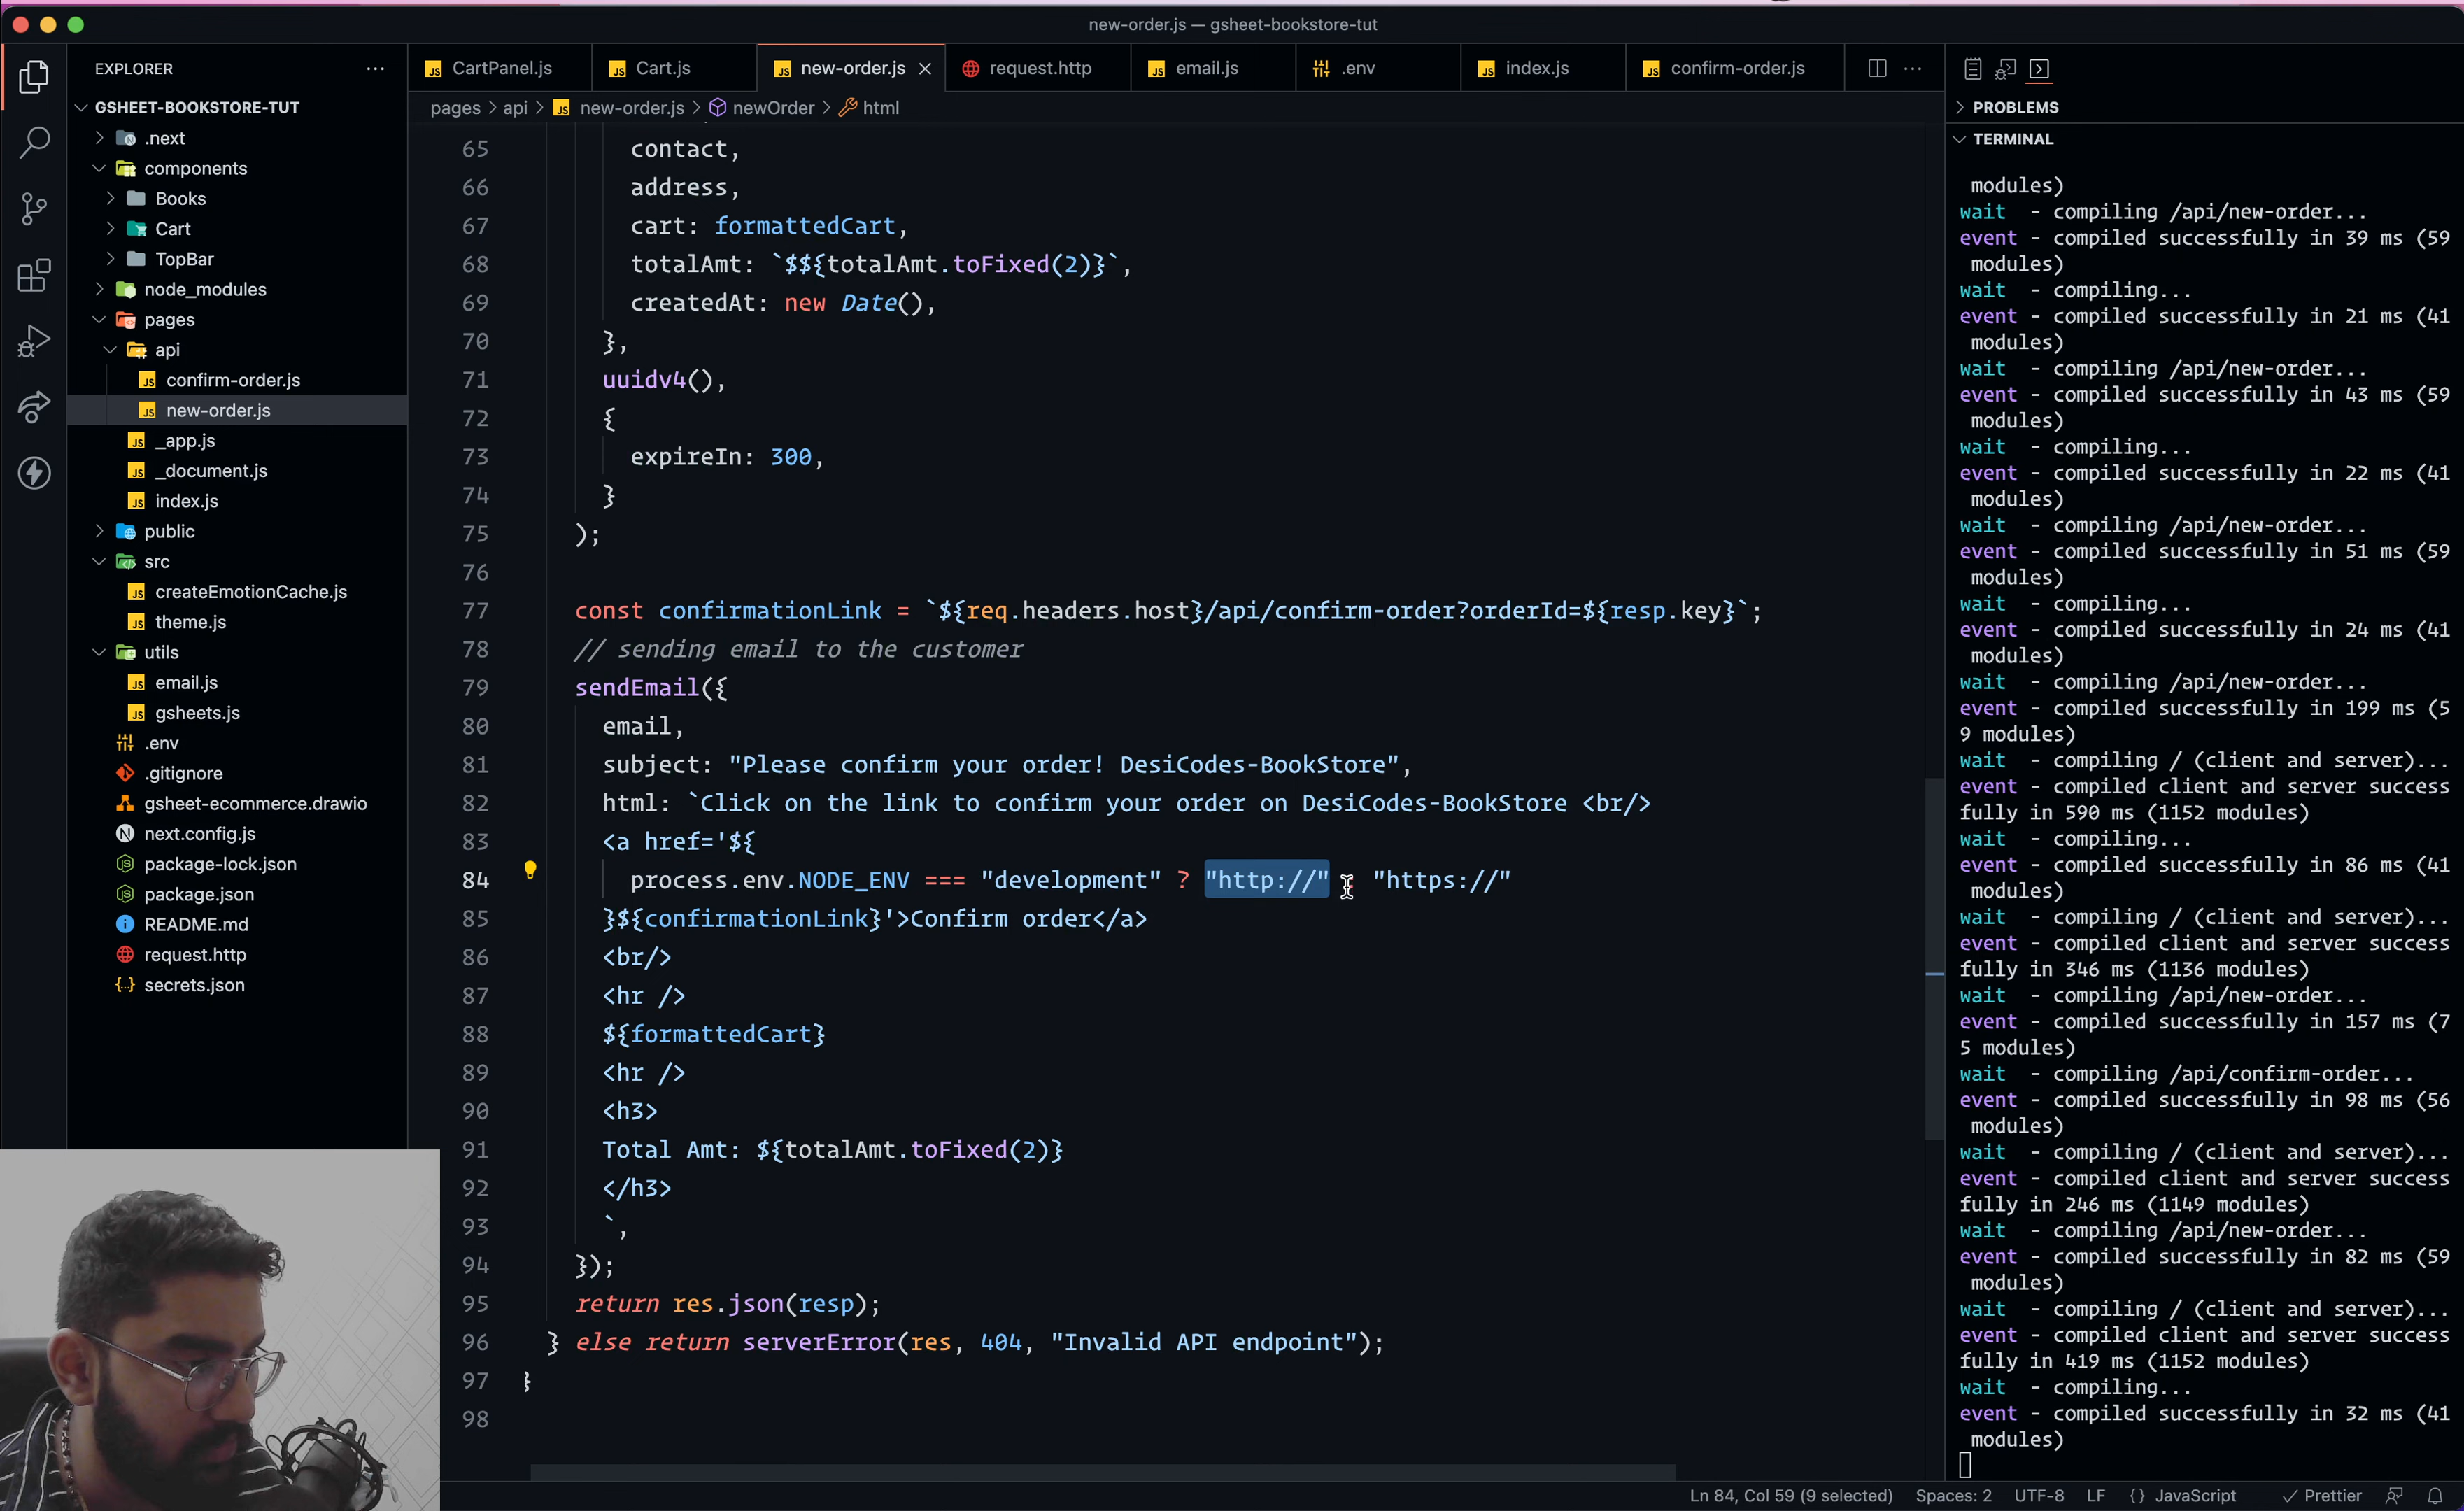 new-order.js — gsheet-bookstore-tut
EXPLORER
GSHEET-BOOKSTORE-TUT
.next
components
Books
Cart
TopBar
node_modules
pages
api
confirm-order.js
new-order.js
_app.js
_document.js
index.js
public
src
createEmotionCache.js
theme.js
utils
email.js
gsheets.js
.env
.gitignore
gsheet-ecommerce.drawio
next.config.js
package-lock.json
package.json
README.md
request.http
secrets.json
CartPanel.js
Cart.js
new-order.js
request.http
email.js
.env
index.js
confirm-order.js
pages > api > new-order.js > newOrder > html
65 contact,
66 address,
67 cart: formattedCart,
68 totalAmt: `$${totalAmt.toFixed(2)}`,
69 createdAt: new Date(),
70 },
71 uuidv4(),
72 {
73 expireIn: 300,
74 }
75 );
76
77 const confirmationLink = `${req.headers.host}/api/confirm-order?orderId=${resp.key}`;
78 // sending email to the customer
79 sendEmail({
80 email,
81 subject: "Please confirm your order! DesiCodes-BookStore",
82 html: `Click on the link to confirm your order on DesiCodes-BookStore <br/>
83 <a href='${
84 process.env.NODE_ENV === "development" ? "http://" "https://"
85 }${confirmationLink}'>Confirm order</a>
86 <br/>
87 <hr />
88 ${formattedCart}
89 <hr />
90 <h3>
91 Total Amt: ${totalAmt.toFixed(2)}
92 </h3>
93 `,
94 });
95 return res.json(resp);
96 } else return serverError(res, 404, "Invalid API endpoint");
97 }
98
PROBLEMS
TERMINAL
modules)
wait - compiling /api/new-order...
event - compiled successfully in 39 ms (59
modules)
wait - compiling...
event - compiled successfully in 21 ms (41
modules)
wait - compiling /api/new-order...
event - compiled successfully in 43 ms (59
modules)
wait - compiling...
event - compiled successfully in 22 ms (41
modules)
wait - compiling /api/new-order...
event - compiled successfully in 51 ms (59
modules)
wait - compiling...
event - compiled successfully in 24 ms (41
modules)
wait - compiling /api/new-order...
event - compiled successfully in 199 ms (5
9 modules)
wait - compiling / (client and server)...
event - compiled client and server success
fully in 590 ms (1152 modules)
wait - compiling...
event - compiled successfully in 86 ms (41
modules)
wait - compiling / (client and server)...
event - compiled client and server success
fully in 346 ms (1136 modules)
wait - compiling /api/new-order...
event - compiled successfully in 157 ms (7
5 modules)
wait - compiling /api/confirm-order...
event - compiled successfully in 98 ms (56
modules)
wait - compiling / (client and server)...
event - compiled client and server success
fully in 246 ms (1149 modules)
wait - compiling /api/new-order...
event - compiled successfully in 82 ms (59
modules)
wait - compiling / (client and server)...
event - compiled client and server success
fully in 419 ms (1152 modules)
wait - compiling...
event - compiled successfully in 32 ms (41
modules)
Ln 84, Col 59 (9 selected) Spaces: 2 UTF-8 LF {} JavaScript Prettier